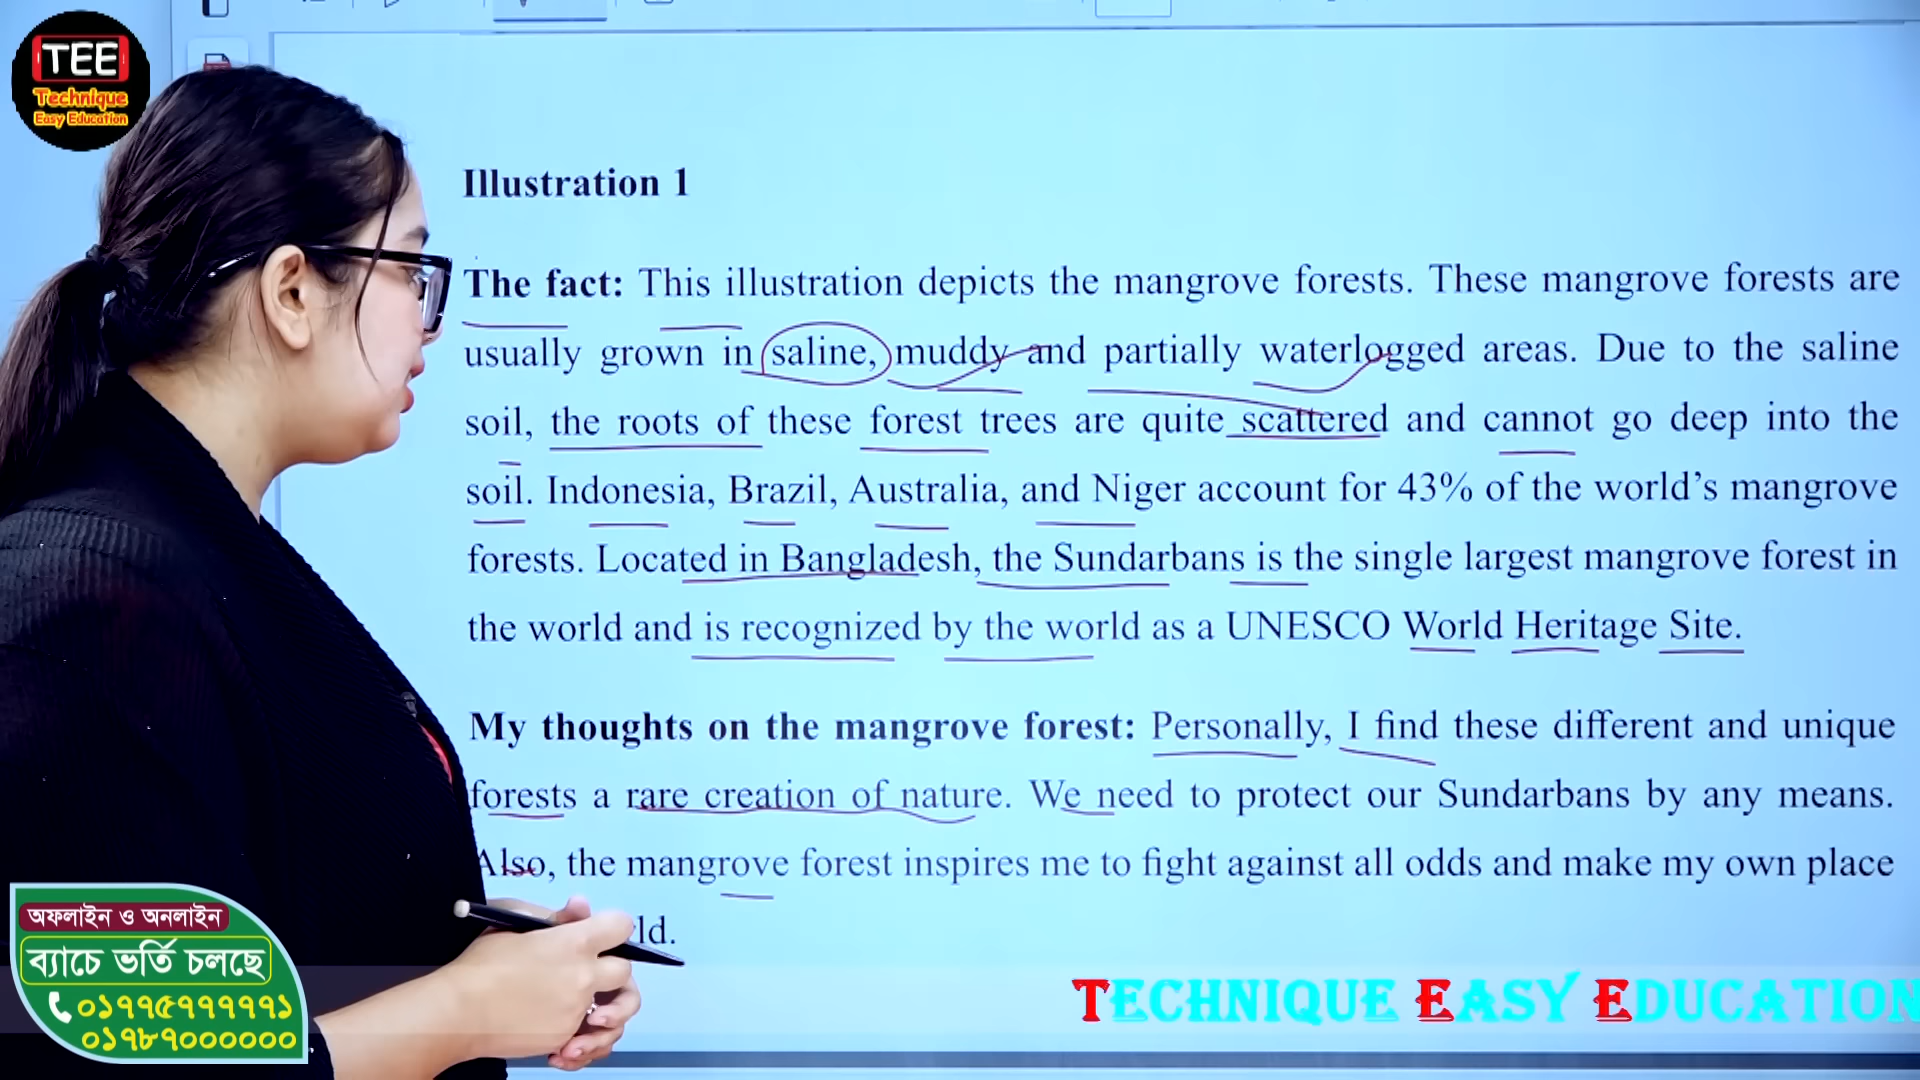 TEE
Technique
Easy Education
Illustration 1
The fact: This illustration depicts the mangrove forests. These mangrove forests are
usually grown in saline, muddy and partially waterlogged areas. Due to the saline
soil, the roots of these forest trees are quite scattered and cannot go deep into the
soil. Indonesia, Brazil, Australia, and Niger account for 43% of the world's mangrove
forests. Located in Bangladesh, the Sundarbans is the single largest mangrove forest in
the world and is recognized by the world as a UNESCO World Heritage Site.
My thoughts on the mangrove forest: Personally, I find these different and unique
forests a rare creation of nature. We need to protect our Sundarbans by any means.
Also, the mangrove forest inspires me to fight against all odds and make my own place
ld.
অফলাইন ও অনলাইন
ব্যাচে ভর্তি চলছে
০১৭৭৫৭৭৭৭৭১
০১৭৮৭০০০০০০
TECHNIQUE EASY EDUCATION